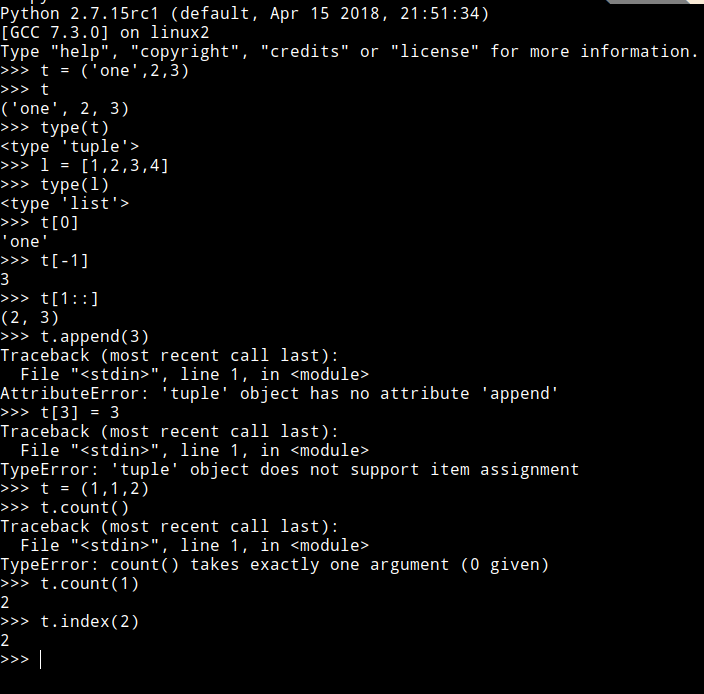 Python 2.7.15rc1 (default, Apr 15 2018, 21:51:34)
[GCC 7.3.0] on linux2
Type "help", "copyright", "credits" or "license" for more information.
>>> t = ('one',2,3)
>>> t
('one', 2, 3)
>>> type(t)
<type 'tuple'>
>>> l = [1,2,3,4]
>>> type(l)
<type 'list'>
>>> t[0]
'one'
>>> t[-1]
3
>>> t[1::]
(2, 3)
>>> t.append(3)
Traceback (most recent call last):
  File "<stdin>", line 1, in <module>
AttributeError: 'tuple' object has no attribute 'append'
>>> t[3] = 3
Traceback (most recent call last):
  File "<stdin>", line 1, in <module>
TypeError: 'tuple' object does not support item assignment
>>> t = (1,1,2)
>>> t.count()
Traceback (most recent call last):
  File "<stdin>", line 1, in <module>
TypeError: count() takes exactly one argument (0 given)
>>> t.count(1)
2
>>> t.index(2)
2
>>>